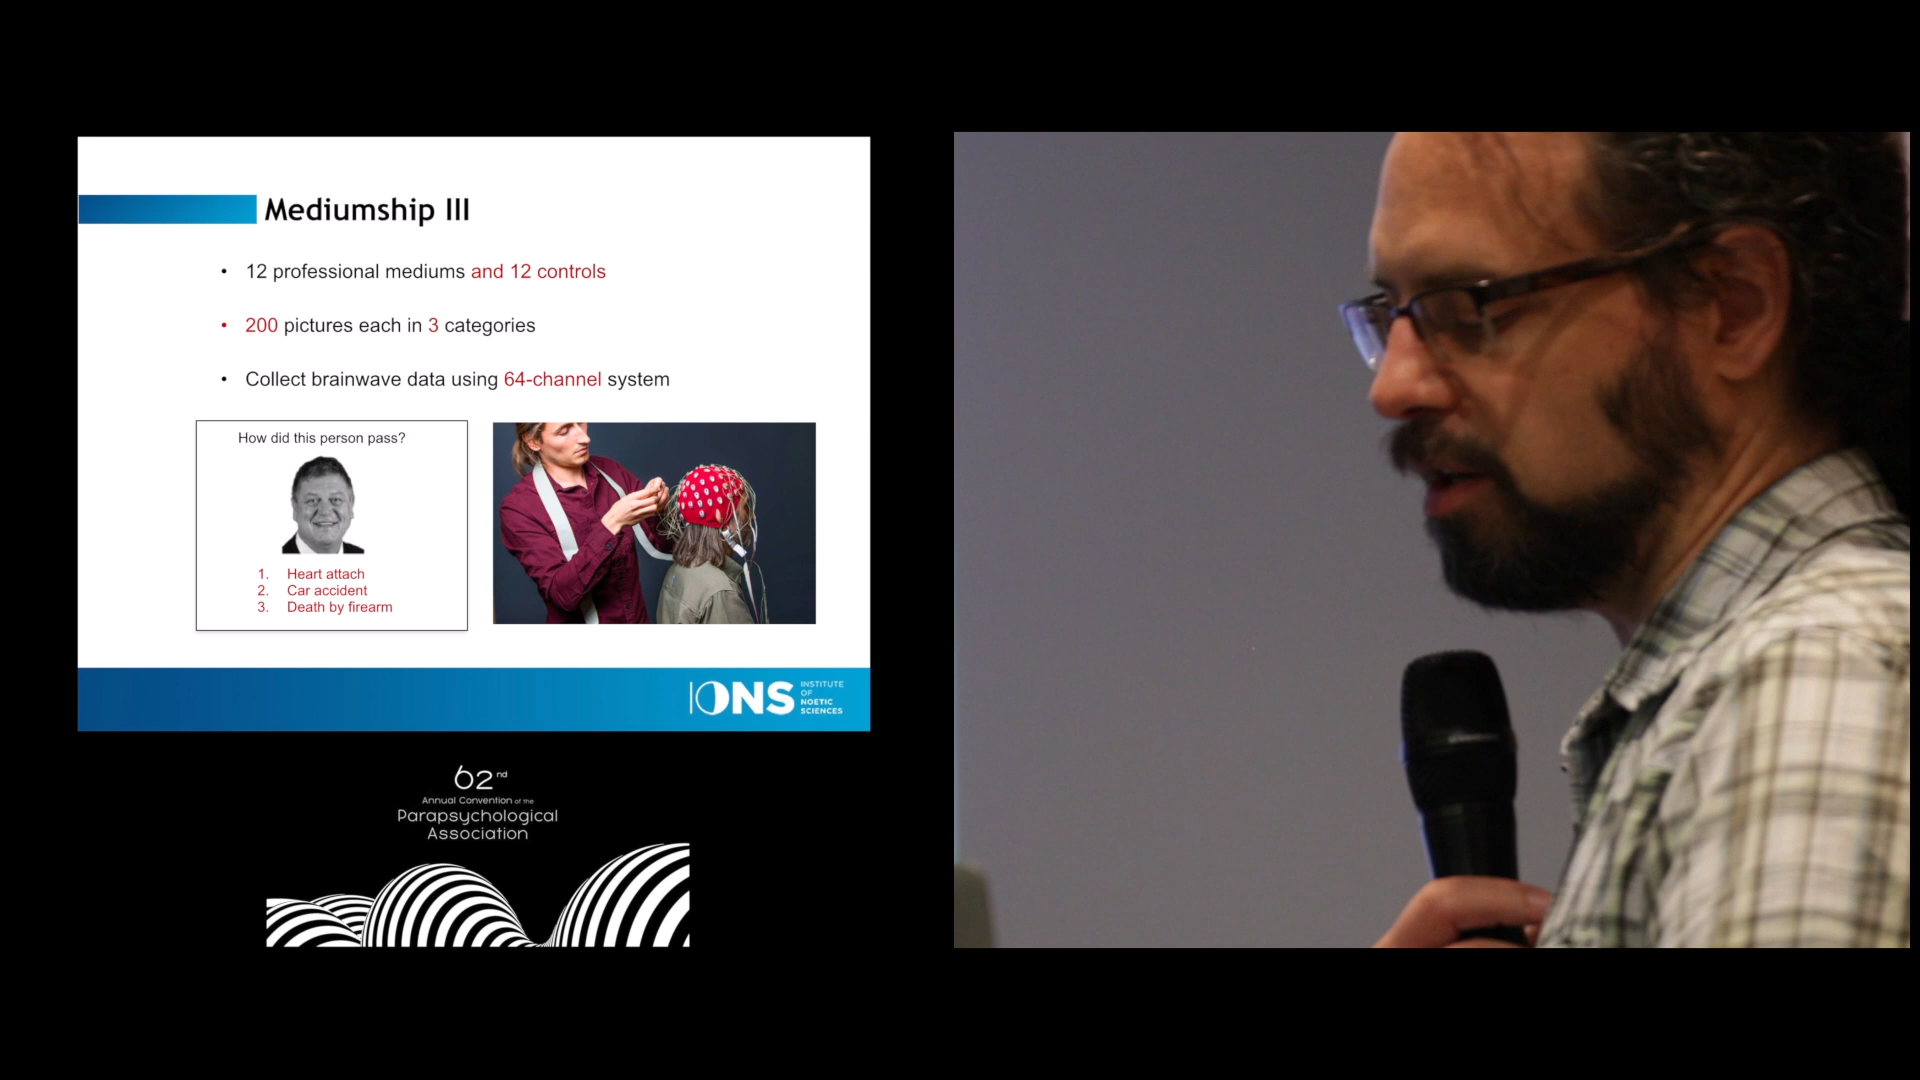 Mediumship III
• 12 professional mediums and 12 controls
• 200 pictures each in 3 categories
• Collect brainwave data using 64-channel system
How did this person pass?
1. Heart attach
2. Car accident
3. Death by firearm
IONS
INSTITUTE
OF
NOETIC
SCIENCES
62nd
Annual Convention of the
Parapsychological
Association